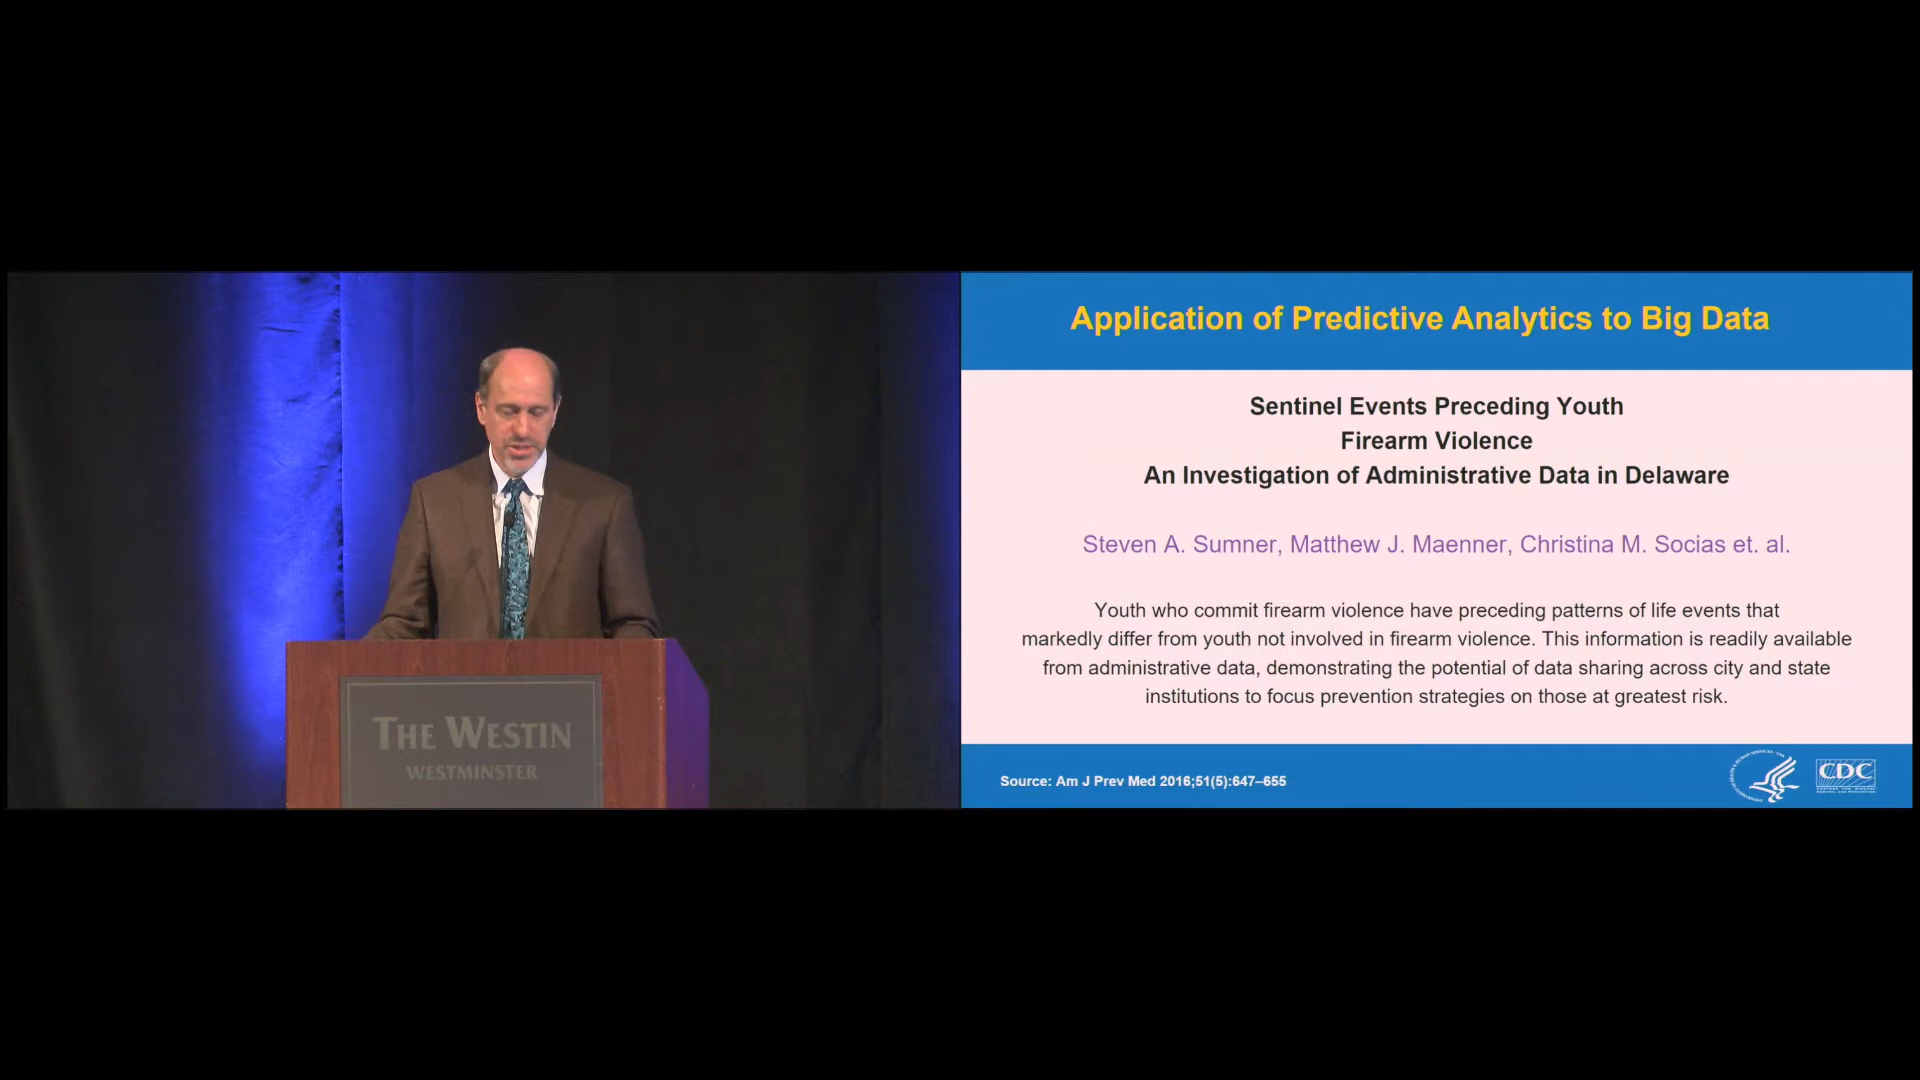 THE WESTIN
WESTMINSTER
Application of Predictive Analytics to Big Data
Sentinel Events Preceding Youth
Firearm Violence
An Investigation of Administrative Data in Delaware
Steven A. Sumner, Matthew J. Maenner, Christina M. Socias et. al.
Youth who commit firearm violence have preceding patterns of life events that
markedly differ from youth not involved in firearm violence. This information is readily available
from administrative data, demonstrating the potential of data sharing across city and state
institutions to focus prevention strategies on those at greatest risk.
Source: Am J Prev Med 2016;51(5):647–655
CDC